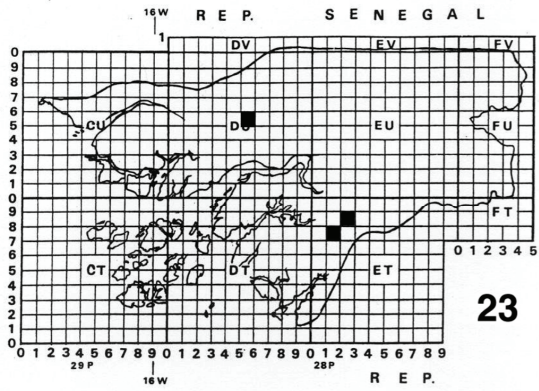 16 W R E P. S E N E G A L
1 DV EV FV
0
9
8
7
6
5 CU DU EU FU
4
3
2
1
0
9 FT
8
7
6 0 1 2 3 4 5
5 CT DT ET
4
3
2 23
1
0
0 1 2 3 4 5 6 7 8 9 0 1 2 3 4 5 6 7 8 9 0 1 2 3 4 5 6 7 8 9
29 P 28 P
16 W R E P.